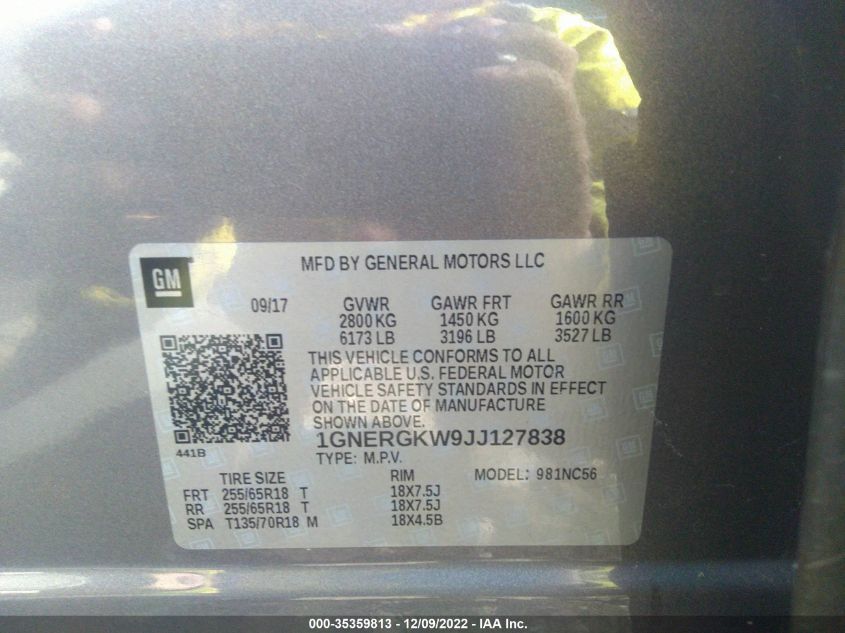 GM
MFD BY GENERAL MOTORS LLC
09/17 GVWR GAWR FRT GAWR RR
2800 KG 1450 KG 1600 KG
6173 LB 3196 LB 3527 LB
THIS VEHICLE CONFORMS TO ALL
APPLICABLE U.S. FEDERAL MOTOR
VEHICLE SAFETY STANDARDS IN EFFECT
ON THE DATE OF MANUFACTURE
SHOWN ABOVE.
1GNERGKW9JJ127838
441B
TYPE: M.P.V.
TIRE SIZE RIM MODEL: 981NC56
FRT 255/65R18 T 18X7.5J
RR 255/65R18 T 18X7.5J
SPA T135/70R18 M 18X4.5B
000-35359813 - 12/09/2022 - IAA Inc.